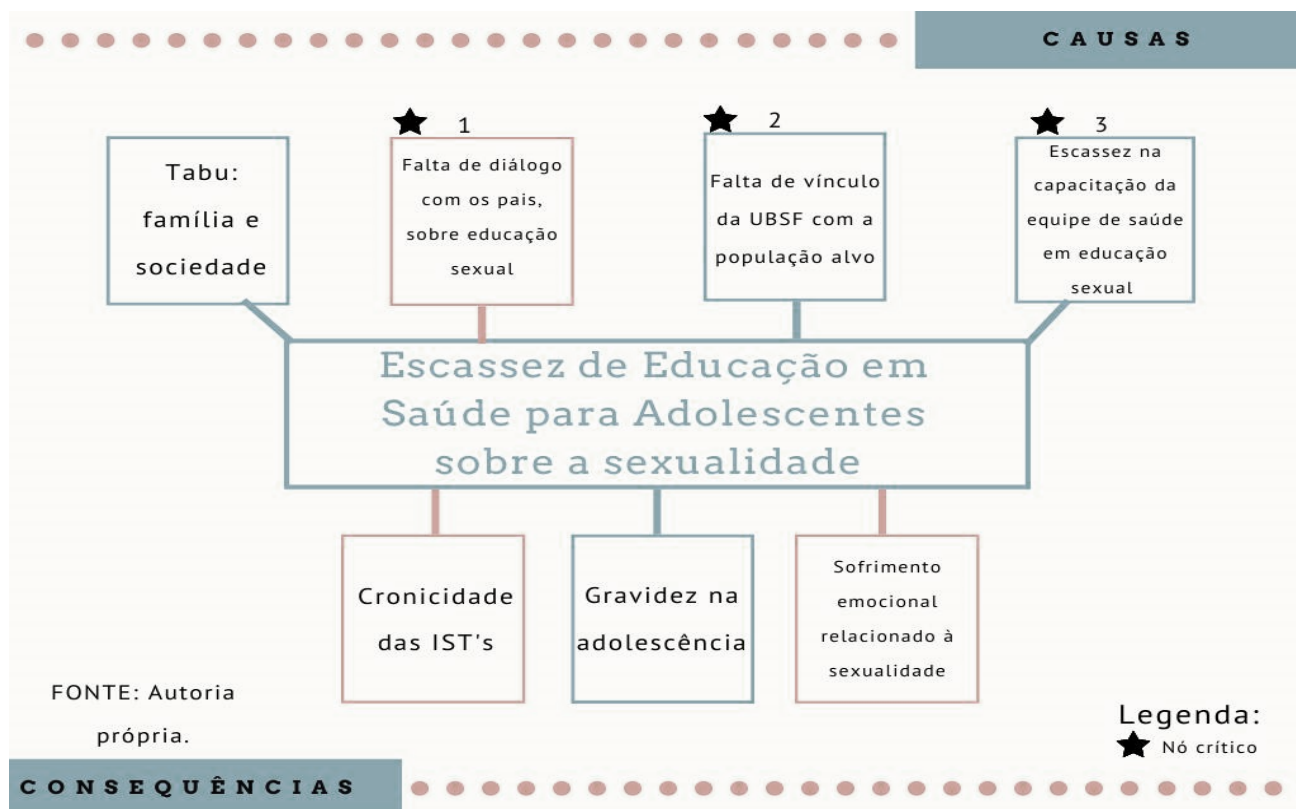 CAUSAS
Tabu:
família e
sociedade
1
Falta de diálogo
com os pais,
sobre educação
sexual
2
Falta de vínculo
da UBSF com a
população alvo
3
Escassez na
capacitação da
equipe de saúde
em educação
sexual
Escassez de Educação em
Saúde para Adolescentes
sobre a sexualidade
Cronicidade
das IST's
Gravidez na
adolescência
Sofrimento
emocional
relacionado à
sexualidade
FONTE: Autoria
própria.
Legenda:
Nó crítico
CONSEQUÊNCIAS